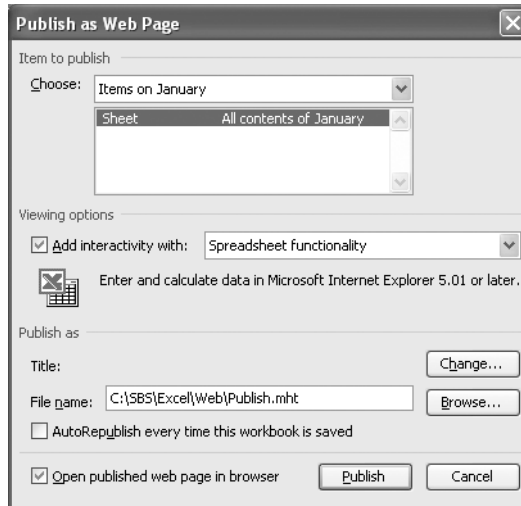 Publish as Web Page
Item to publish
Choose: Items on January
Sheet All contents of January
Viewing options
Add interactivity with: Spreadsheet functionality
Enter and calculate data in Microsoft Internet Explorer 5.01 or later.
Publish as
Title: Change...
File name: C:\SBS\Excel\Web\Publish.mht Browse...
AutoRepublish every time this workbook is saved
Open published web page in browser Publish Cancel